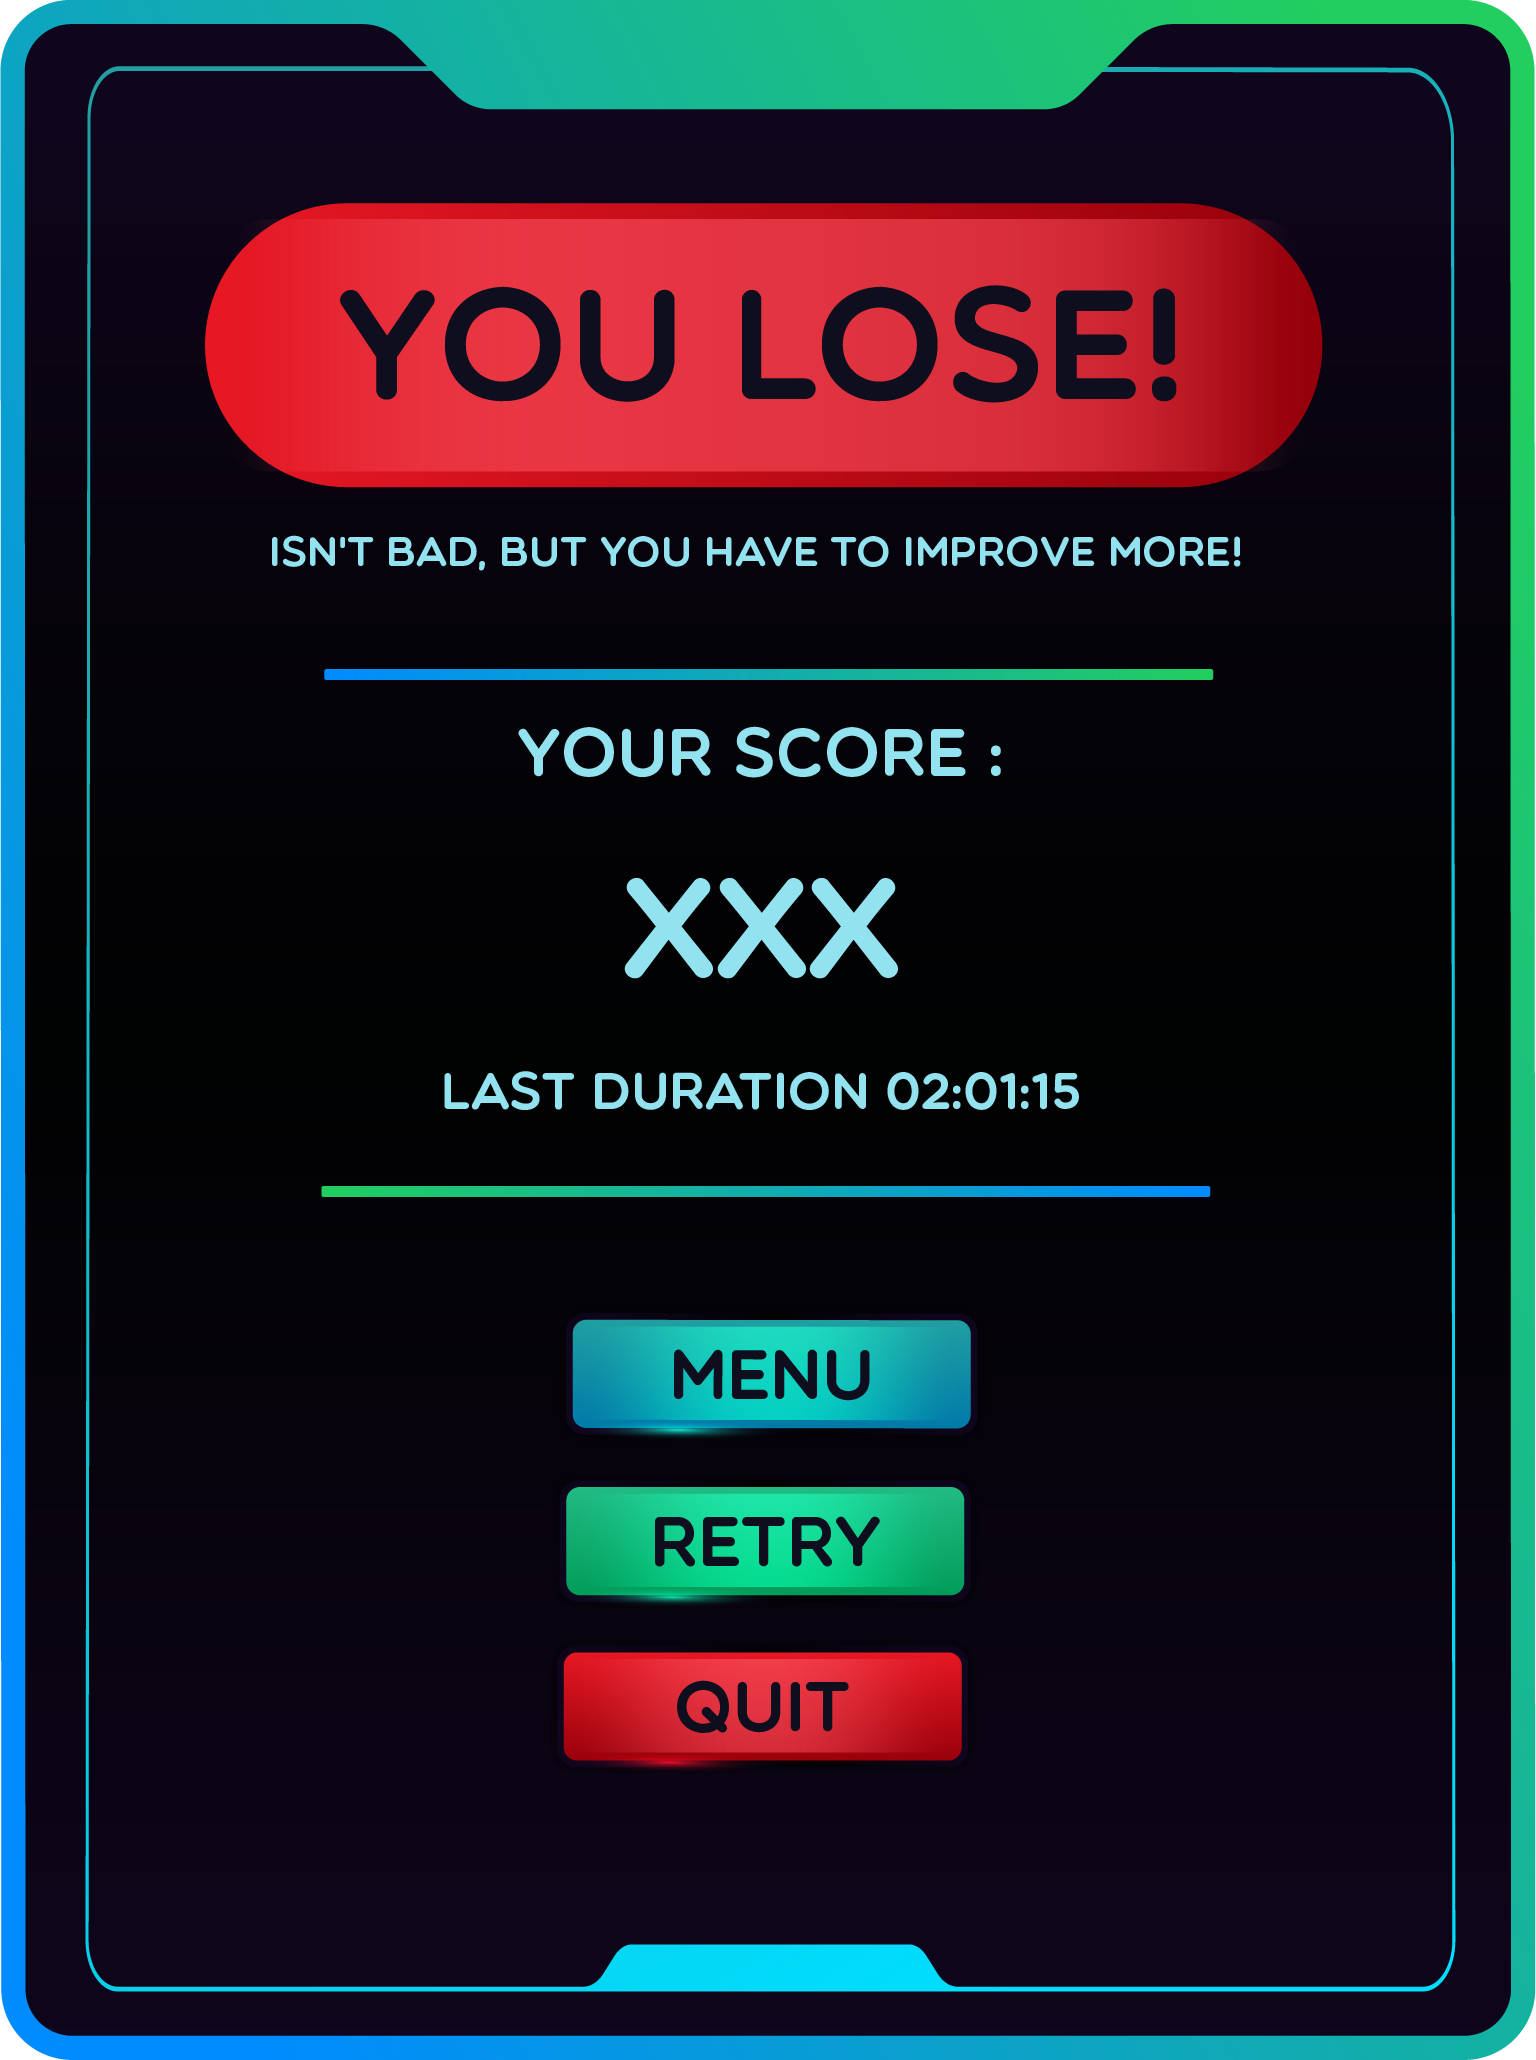 YOU LOSE!
ISN'T BAD, BUT YOU HAVE TO IMPROVE MORE!
YOUR SCORE :
XXX
LAST DURATION 02:01:15
MENU
RETRY
QUIT